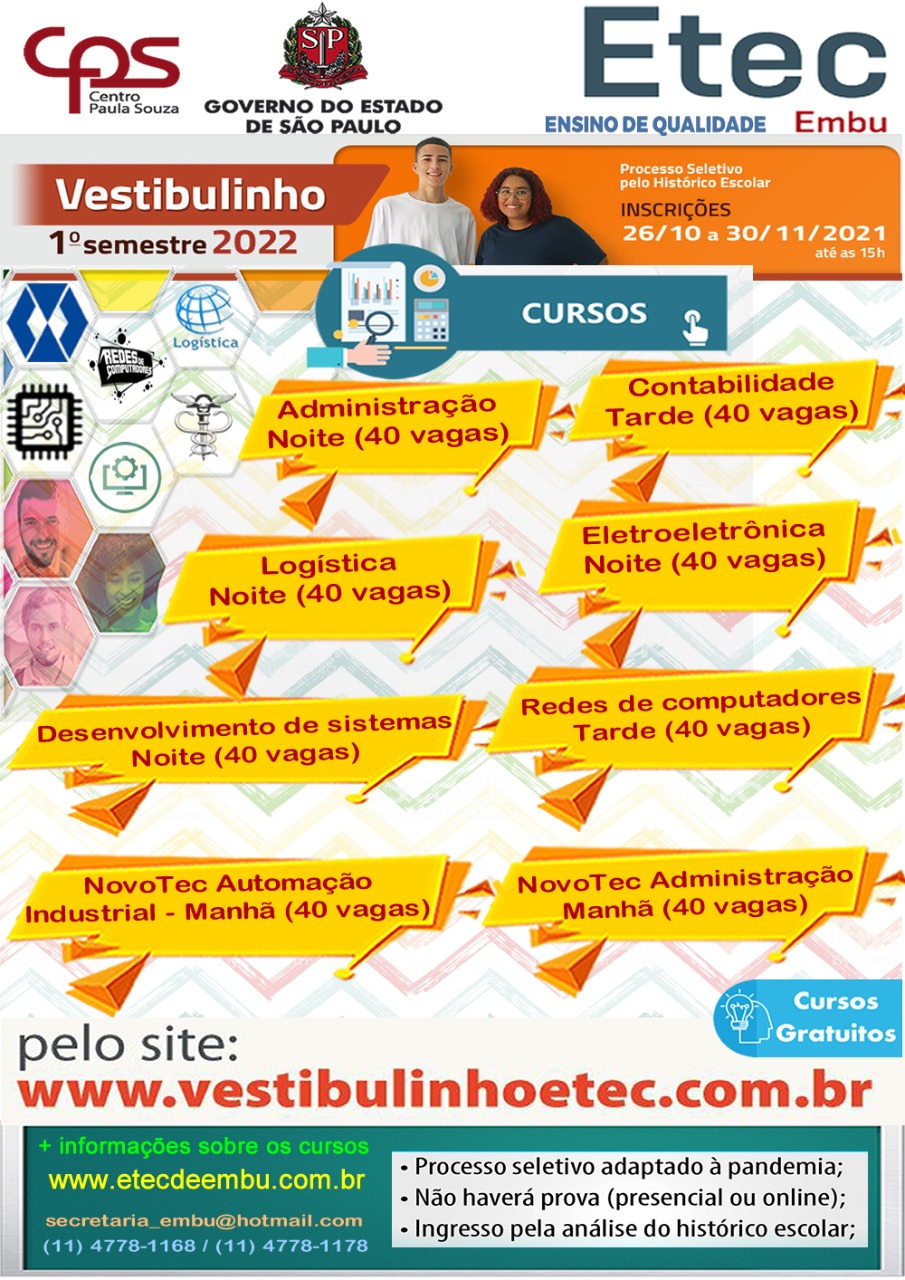 cps
Centro
Paula Souza
SP
GOVERNO DO ESTADO
DE SÃO PAULO
Etec
ENSINO DE QUALIDADE Embu
Vestibulinho
1º semestre 2022
Processo Seletivo
pelo Histórico Escolar
INSCRIÇÕES
26/10 a 30/11/2021
até as 15h
CURSOS
Logística
REDES DE
COMPUTADORES
Administração
Noite (40 vagas)
Contabilidade
Tarde (40 vagas)
Logística
Noite (40 vagas)
Eletroeletrônica
Noite (40 vagas)
Desenvolvimento de sistemas
Noite (40 vagas)
Redes de computadores
Tarde (40 vagas)
NovoTec Automação
Industrial - Manhã (40 vagas)
NovoTec Administração
Manhã (40 vagas)
Cursos
Gratuitos
pelo site:
www.vestibulinhoetec.com.br
+ informações sobre os cursos
www.etecdeembu.com.br
secretaria_embu@hotmail.com
(11) 4778-1168 / (11) 4778-1178
• Processo seletivo adaptado à pandemia;
• Não haverá prova (presencial ou online);
• Ingresso pela análise do histórico escolar;